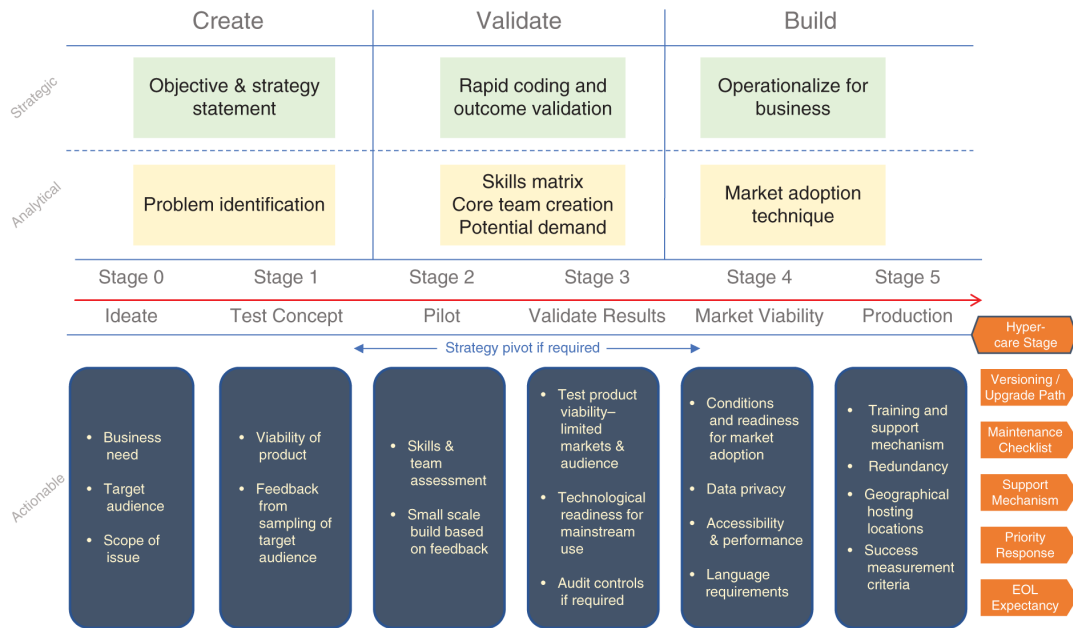 Create
Validate
Build
Strategic
Objective & strategy
statement
Rapid coding and
outcome validation
Operationalize for
business
Analytical
Problem identification
Skills matrix
Core team creation
Potential demand
Market adoption
technique
Stage 0
Stage 1
Stage 2
Stage 3
Stage 4
Stage 5
Ideate
Test Concept
Pilot
Validate Results
Market Viability
Production
Strategy pivot if required
Hyper-
care Stage
Actionable
• Business
need
• Target
audience
• Scope of
issue
• Viability of
product
• Feedback
from
sampling of
target
audience
• Skills &
team
assessment
• Small scale
build based
on feedback
• Test product
viability–
limited
markets &
audience
• Technological
readiness for
mainstream
use
• Audit controls
if required
• Conditions
and readiness
for market
adoption
• Data privacy
• Accessibility
& performance
• Language
requirements
• Training and
support
mechanism
• Redundancy
• Geographical
hosting
locations
• Success
measurement
criteria
Versioning /
Upgrade Path
Maintenance
Checklist
Support
Mechanism
Priority
Response
EOL
Expectancy